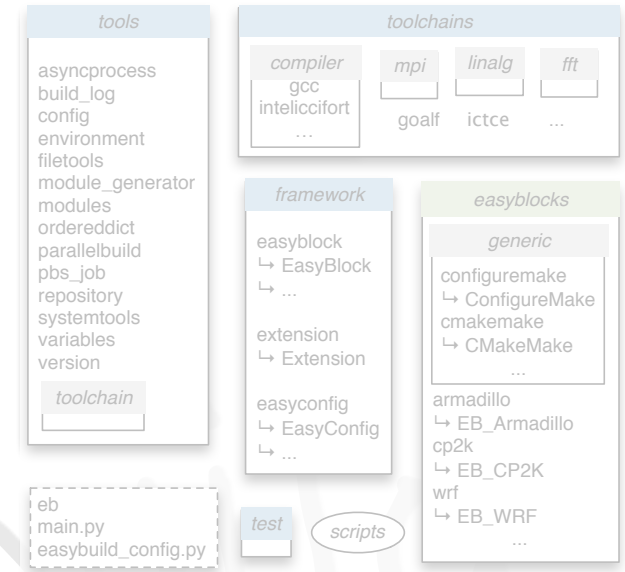 tools
asyncprocess
build_log
config
environment
filetools
module_generator
modules
ordereddict
parallelbuild
pbs_job
repository
systemtools
variables
version
toolchain
toolchains
compiler
gcc
inteliccifort
...
mpi
linalg
fft
goalf
ictce
...
framework
easyblock
↳ EasyBlock
↳ ...
extension
↳ Extension
easyconfig
↳ EasyConfig
↳ ...
easyblocks
generic
configuremake
↳ ConfigureMake
cmakemake
↳ CMakeMake
...
armadillo
↳ EB_Armadillo
cp2k
↳ EB_CP2K
wrf
↳ EB_WRF
...
eb
main.py
easybuild_config.py
test
scripts